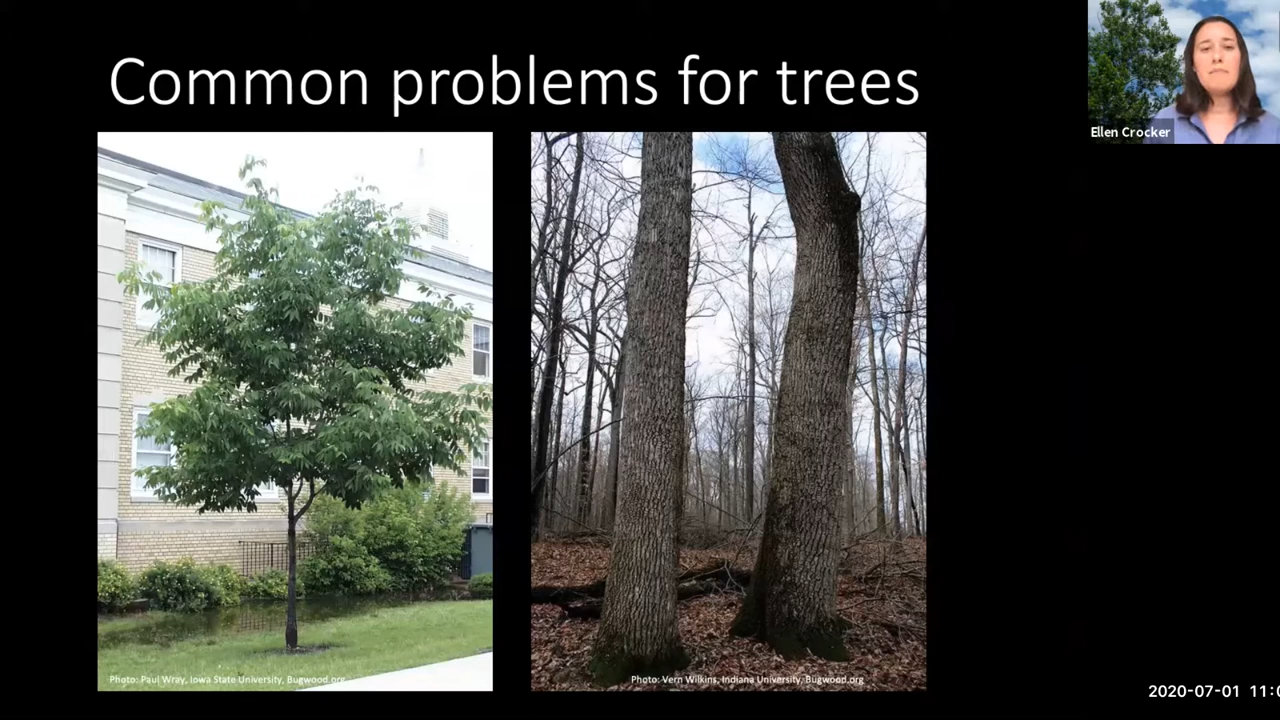 Common problems for trees
Ellen Crocker
Photo: Paul Wray, Iowa State University, Bugwood.org
Photo: Vern Wilkins, Indiana University, Bugwood.org
2020-07-01 11:0